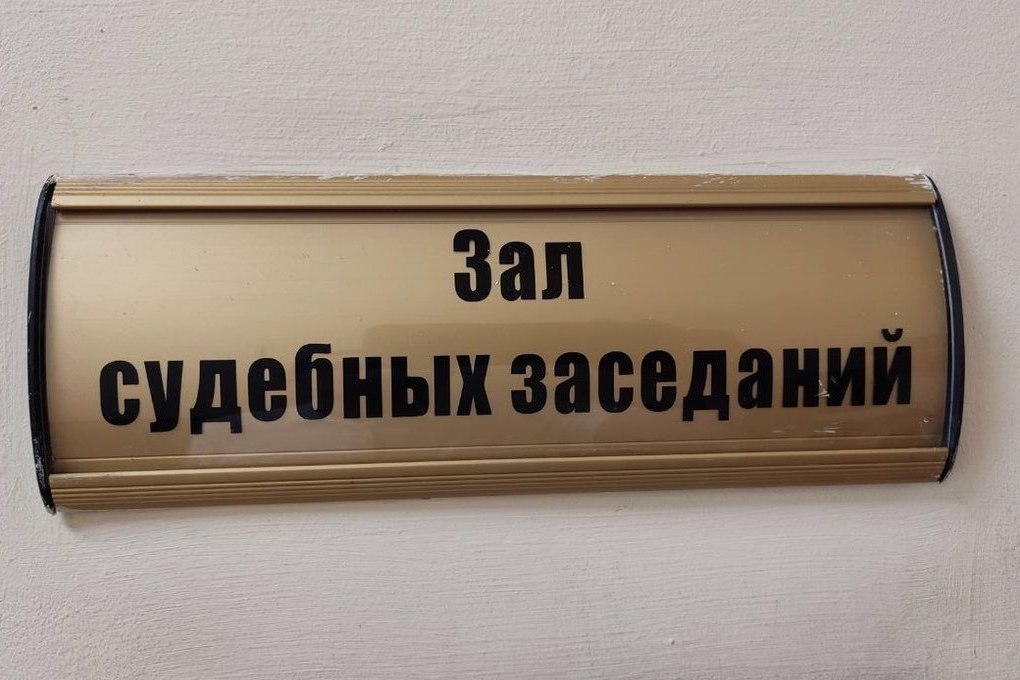 Зал
судебных заседаний